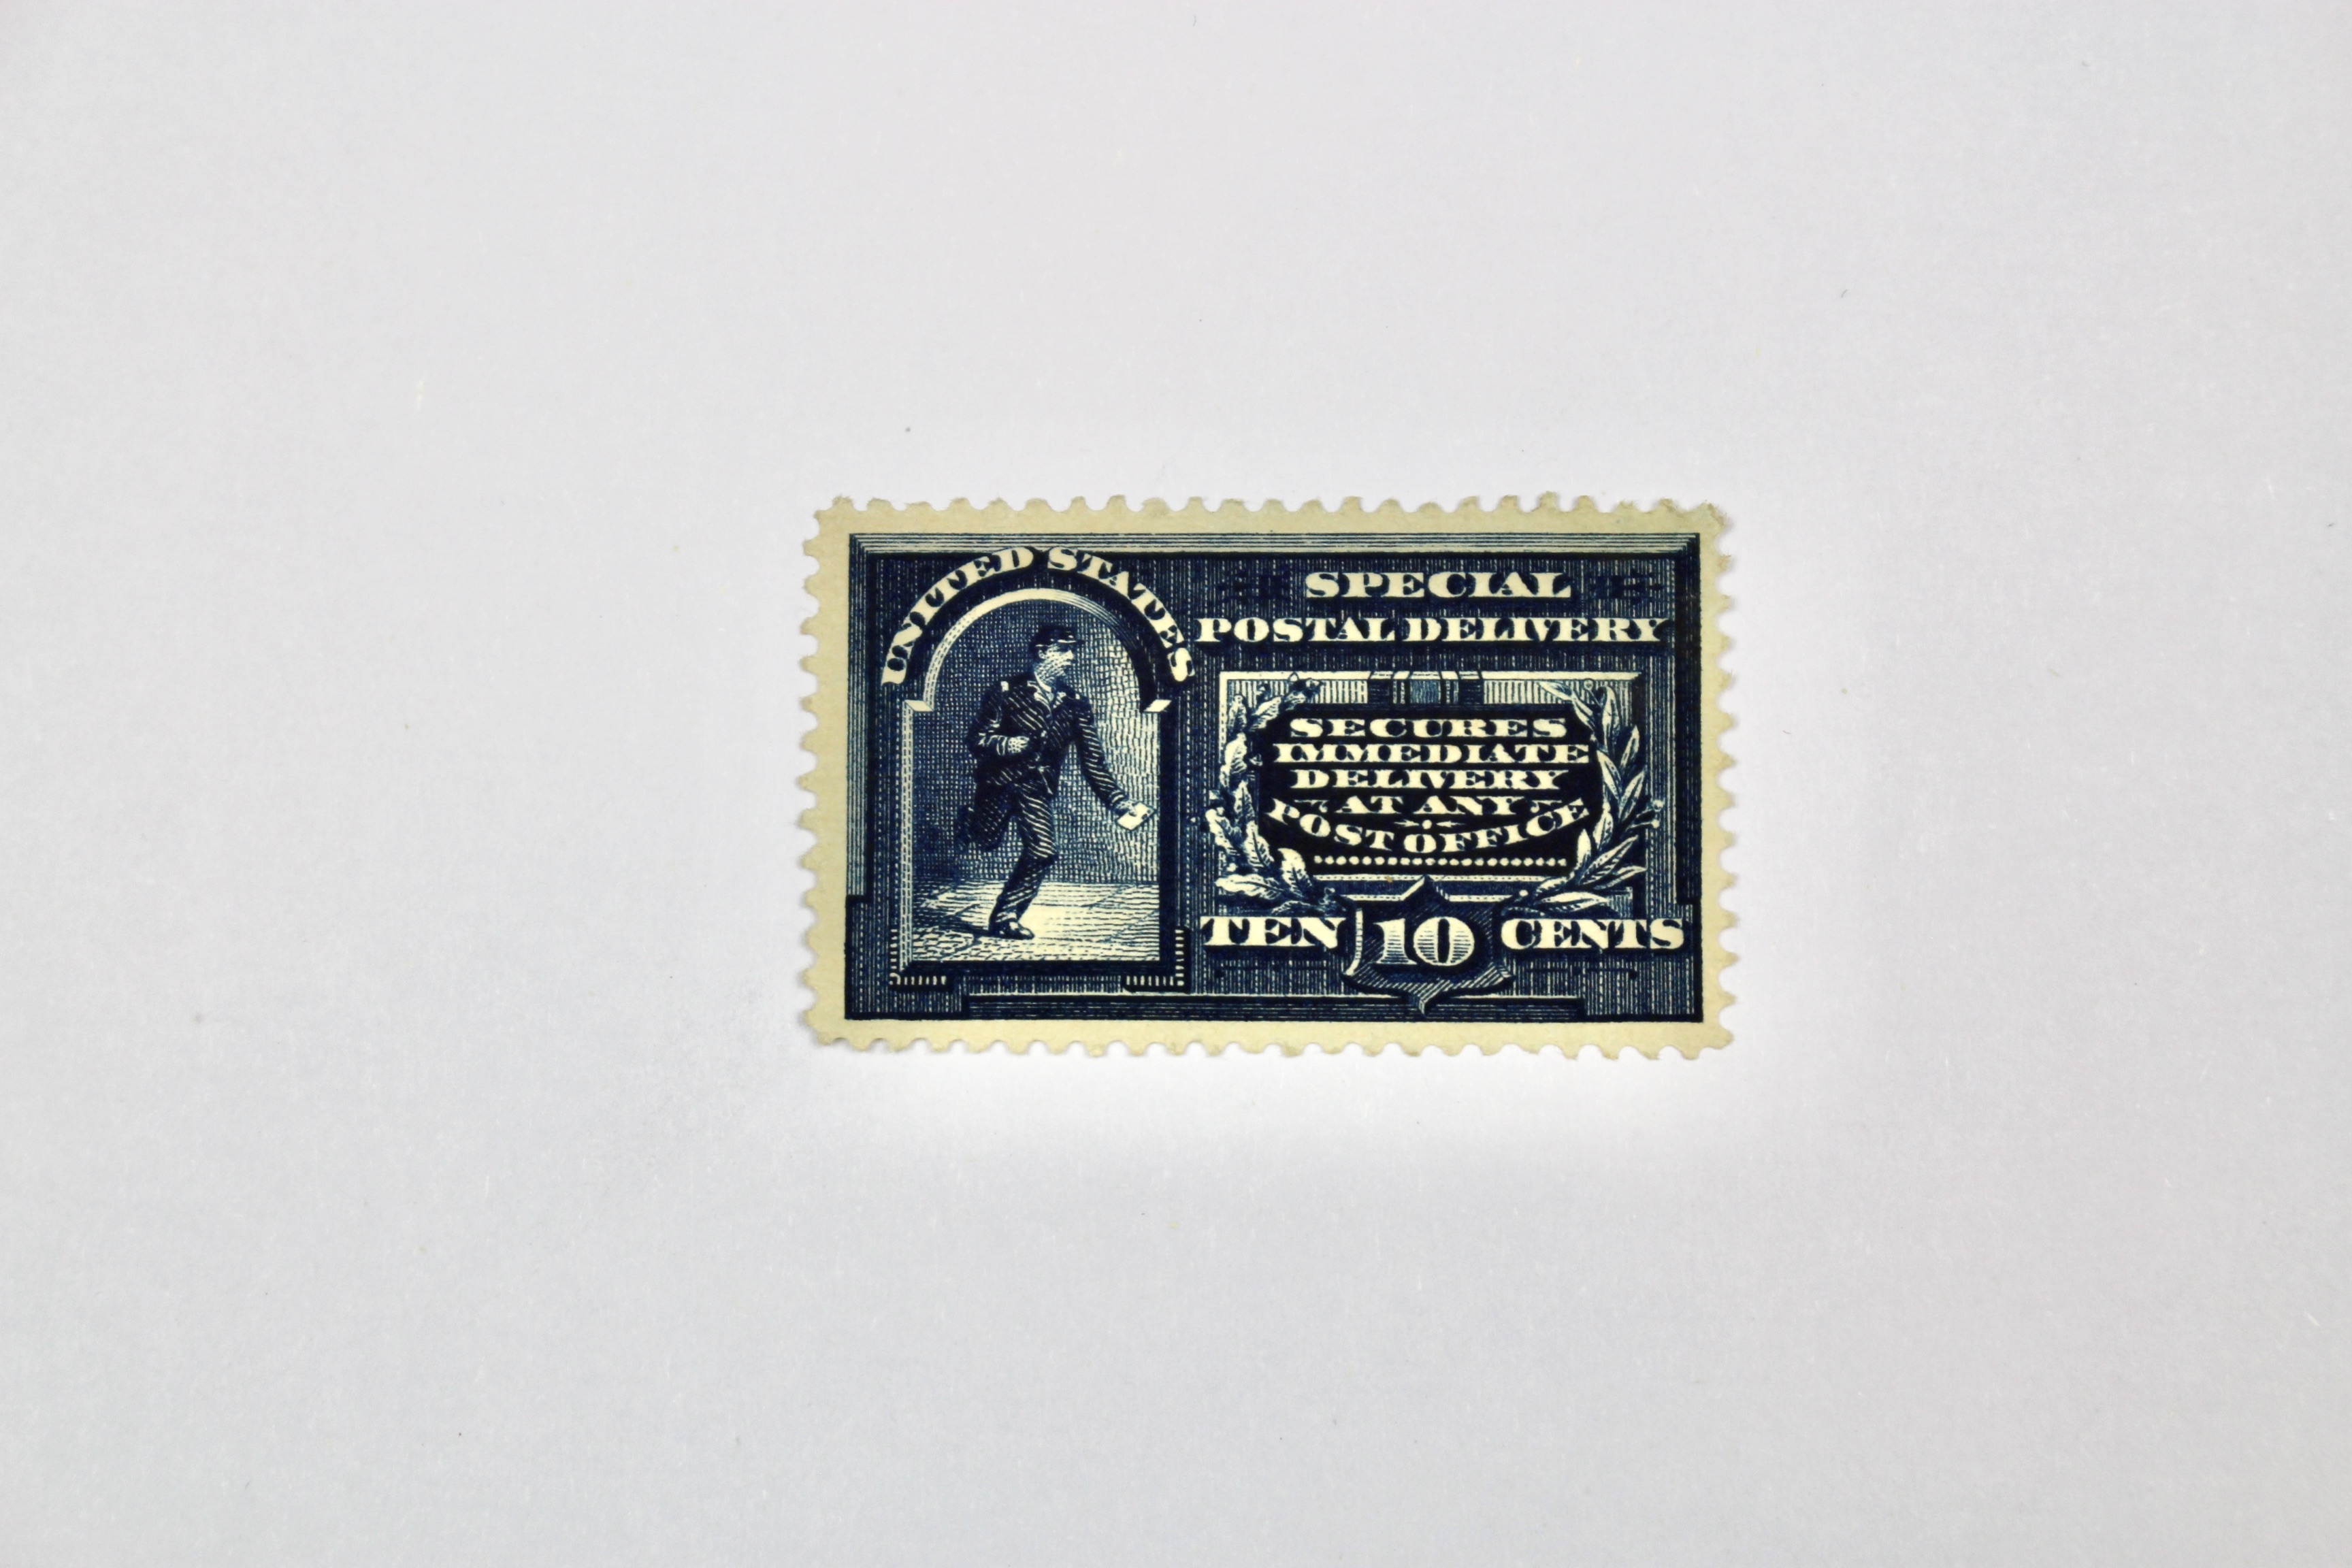 UNITED STATES
SPECIAL
POSTAL DELIVERY
SECURES
IMMEDIATE
DELIVERY
AT ANY
POST OFFICE
TEN 10 CENTS